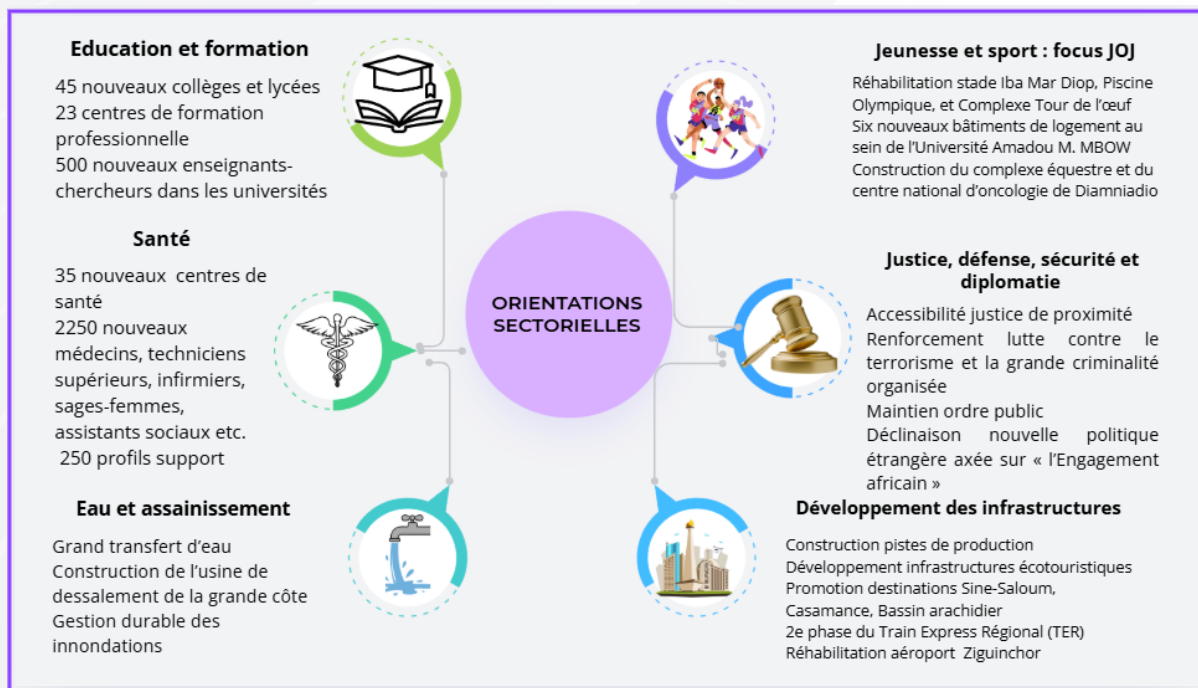 Education et formation
45 nouveaux collèges et lycées
23 centres de formation
professionnelle
500 nouveaux enseignants-
chercheurs dans les universités
Santé
35 nouveaux centres de
santé
2250 nouveaux
médecins, techniciens
supérieurs, infirmiers,
sages-femmes,
assistants sociaux etc.
250 profils support
Eau et assainissement
Grand transfert d’eau
Construction de l’usine de
dessalement de la grande côte
Gestion durable des
innondations
ORIENTATIONS
SECTORIELLES
Jeunesse et sport : focus JOJ
Réhabilitation stade Iba Mar Diop, Piscine
Olympique, et Complexe Tour de l’œuf
Six nouveaux bâtiments de logement au
sein de l’Université Amadou M. MBOW
Construction du complexe équestre et du
centre national d’oncologie de Diamniadio
Justice, défense, sécurité et
diplomatie
Accessibilité justice de proximité
Renforcement lutte contre le
terrorisme et la grande criminalité
organisée
Maintien ordre public
Déclinaison nouvelle politique
étrangère axée sur « l’Engagement
africain »
Développement des infrastructures
Construction pistes de production
Développement infrastructures écotouristiques
Promotion destinations Sine-Saloum,
Casamance, Bassin arachidier
2e phase du Train Express Régional (TER)
Réhabilitation aéroport Ziguinchor